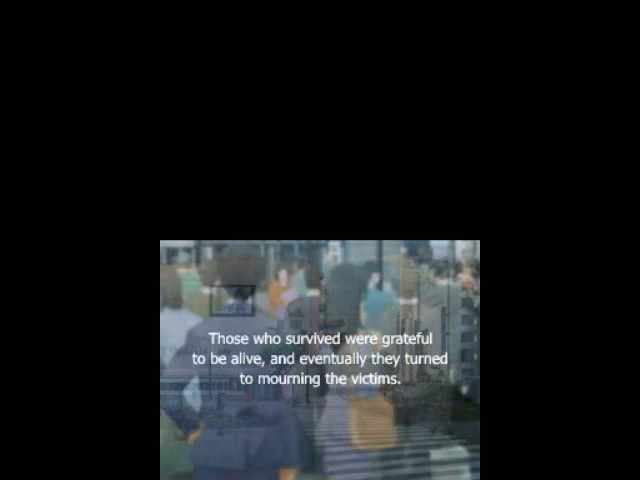 Those who survived were grateful
to be alive, and eventually they turned
to mourning the victims.